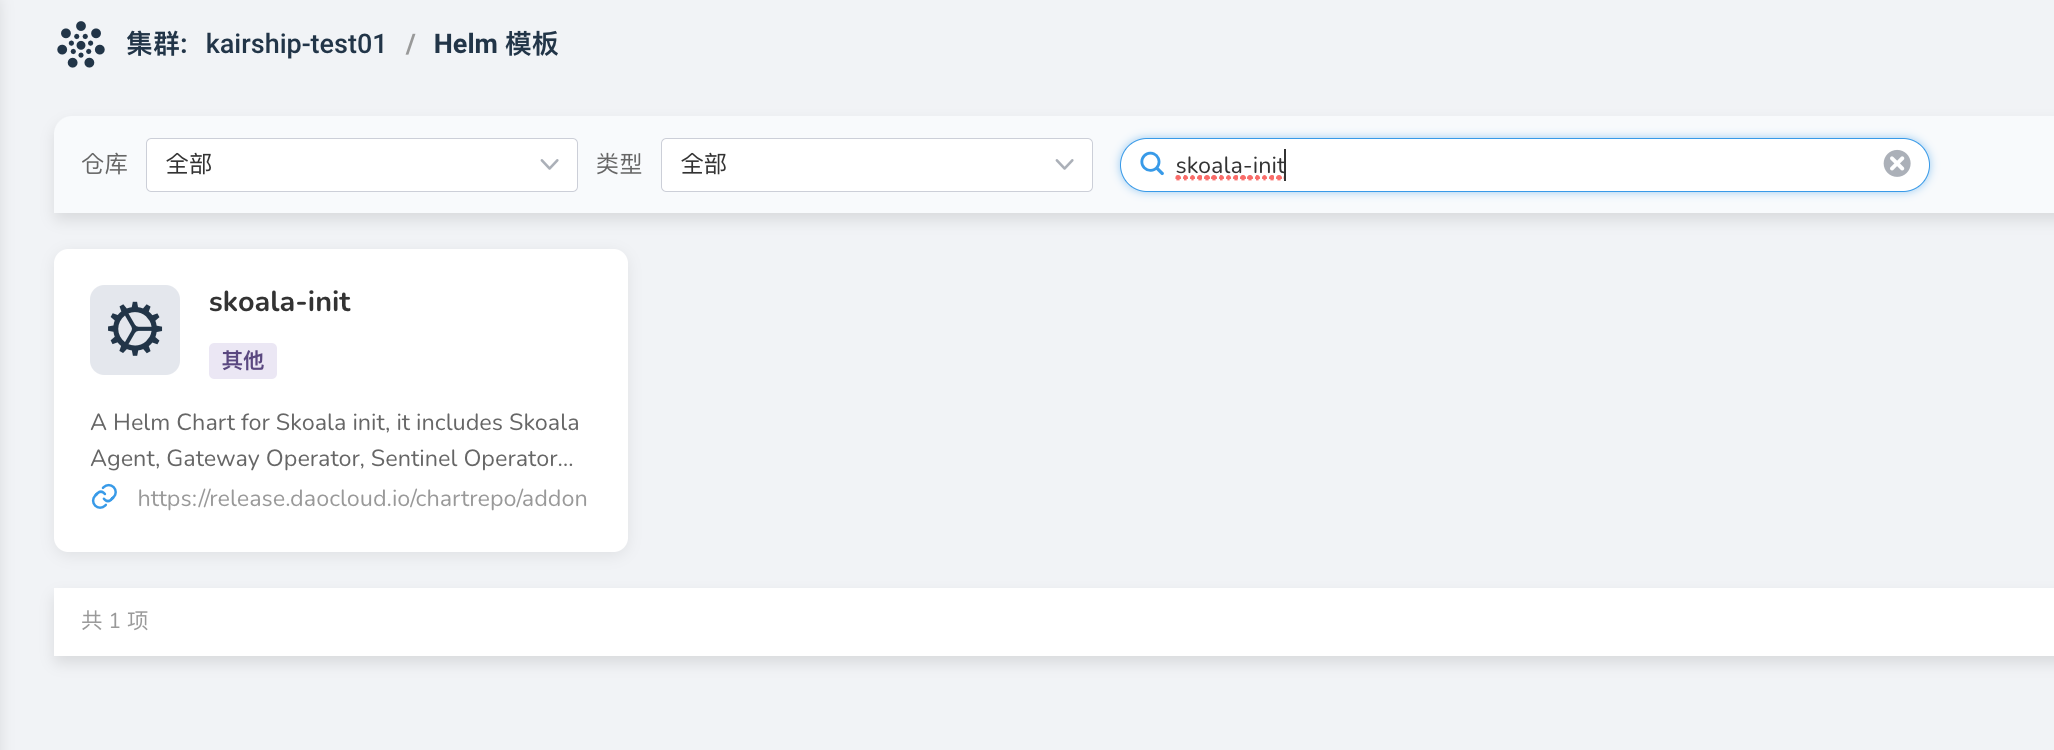 集群: kairship-test01 / Helm 模板
仓库 全部 类型 全部 skoala-init
skoala-init
其他
A Helm Chart for Skoala init, it includes Skoala
Agent, Gateway Operator, Sentinel Operator...
https://release.daocloud.io/chartrepo/addon
共 1 项